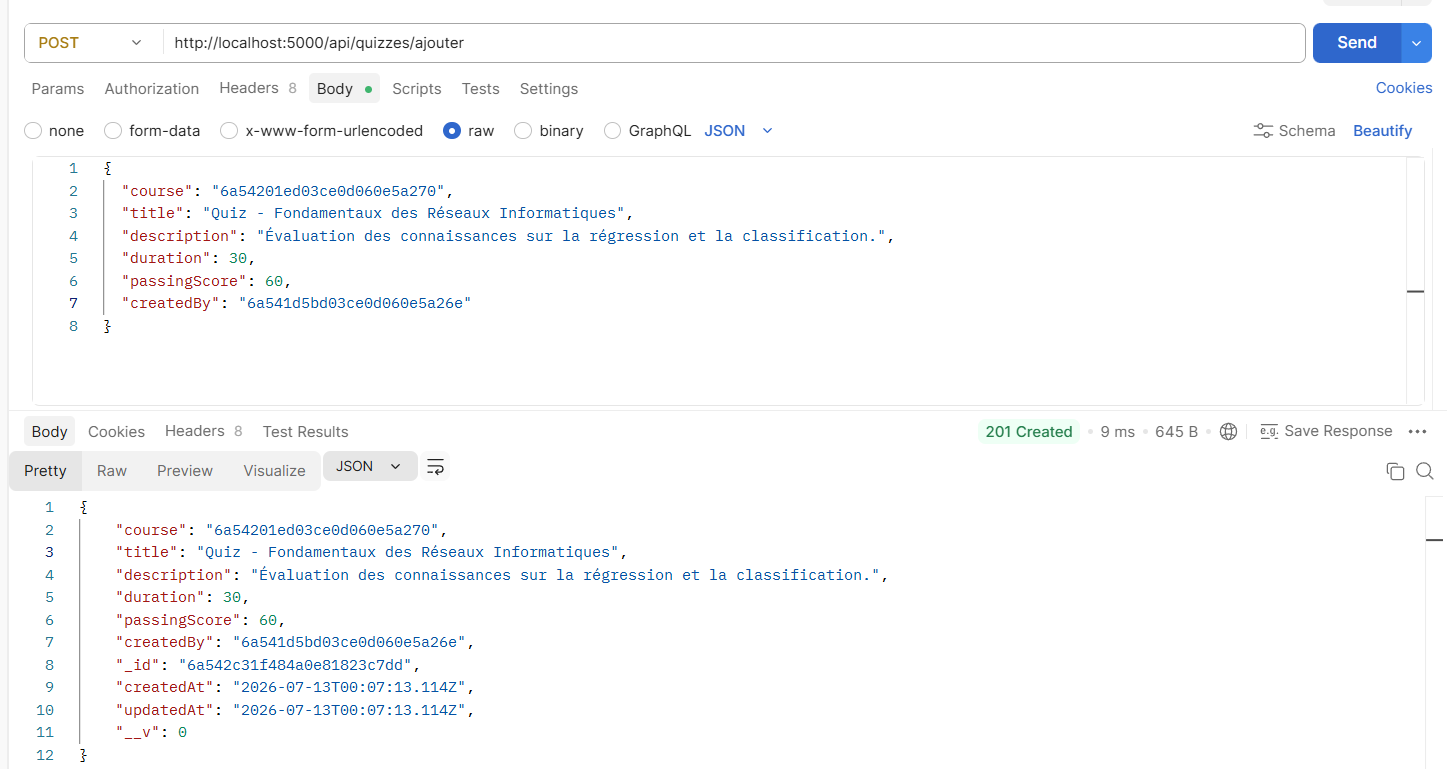 POST http://localhost:5000/api/quizzes/ajouter Send
Params Authorization Headers 8 Body Scripts Tests Settings Cookies
none form-data x-www-form-urlencoded raw binary GraphQL JSON Schema Beautify
1 {
2 "course": "6a54201ed03ce0d060e5a270",
3 "title": "Quiz - Fondamentaux des Réseaux Informatiques",
4 "description": "Évaluation des connaissances sur la régression et la classification.",
5 "duration": 30,
6 "passingScore": 60,
7 "createdBy": "6a541d5bd03ce0d060e5a26e"
8 }
Body Cookies Headers 8 Test Results 201 Created 9 ms 645 B e.g. Save Response
Pretty Raw Preview Visualize JSON
1 {
2 "course": "6a54201ed03ce0d060e5a270",
3 "title": "Quiz - Fondamentaux des Réseaux Informatiques",
4 "description": "Évaluation des connaissances sur la régression et la classification.",
5 "duration": 30,
6 "passingScore": 60,
7 "createdBy": "6a541d5bd03ce0d060e5a26e",
8 "_id": "6a542c31f484a0e81823c7dd",
9 "createdAt": "2026-07-13T00:07:13.114Z",
10 "updatedAt": "2026-07-13T00:07:13.114Z",
11 "__v": 0
12 }